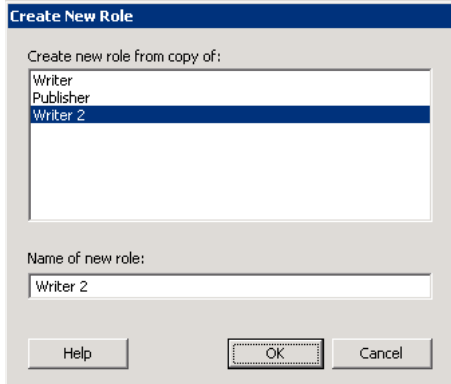 Create New Role
Create new role from copy of:
Writer
Publisher
Writer 2
Name of new role:
Writer 2
Help
OK
Cancel